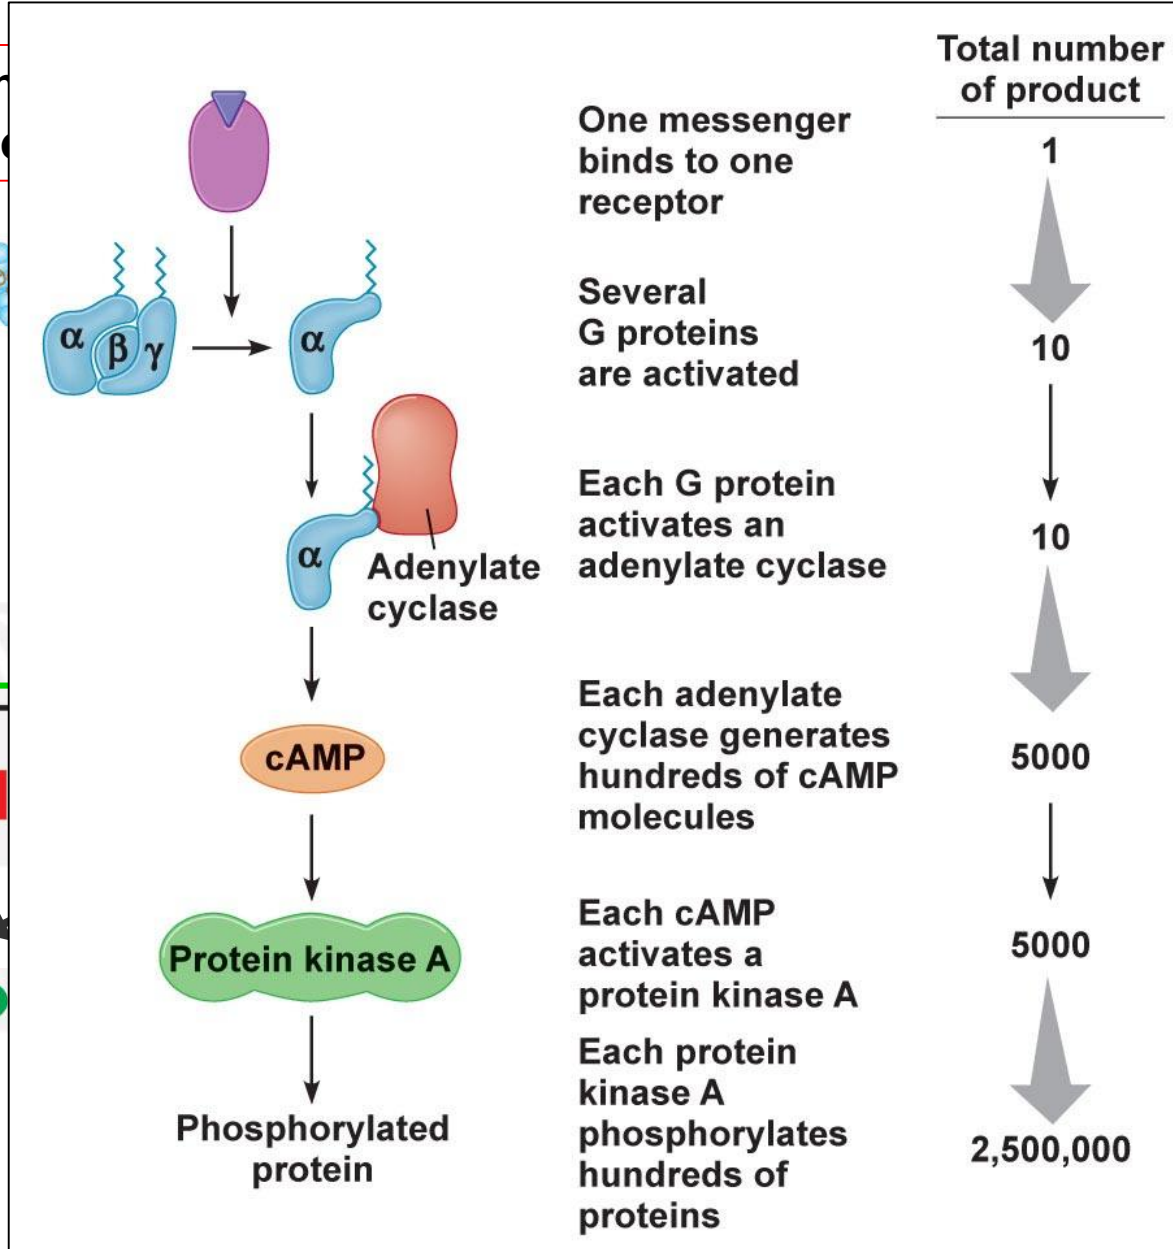 Total number
of product
One messenger
binds to one
receptor
1
α
β
γ
α
Several
G proteins
are activated
10
α
Adenylate
cyclase
Each G protein
activates an
adenylate cyclase
10
cAMP
Each adenylate
cyclase generates
hundreds of cAMP
molecules
5000
Protein kinase A
Each cAMP
activates a
protein kinase A
5000
Phosphorylated
protein
Each protein
kinase A
phosphorylates
hundreds of
proteins
2,500,000